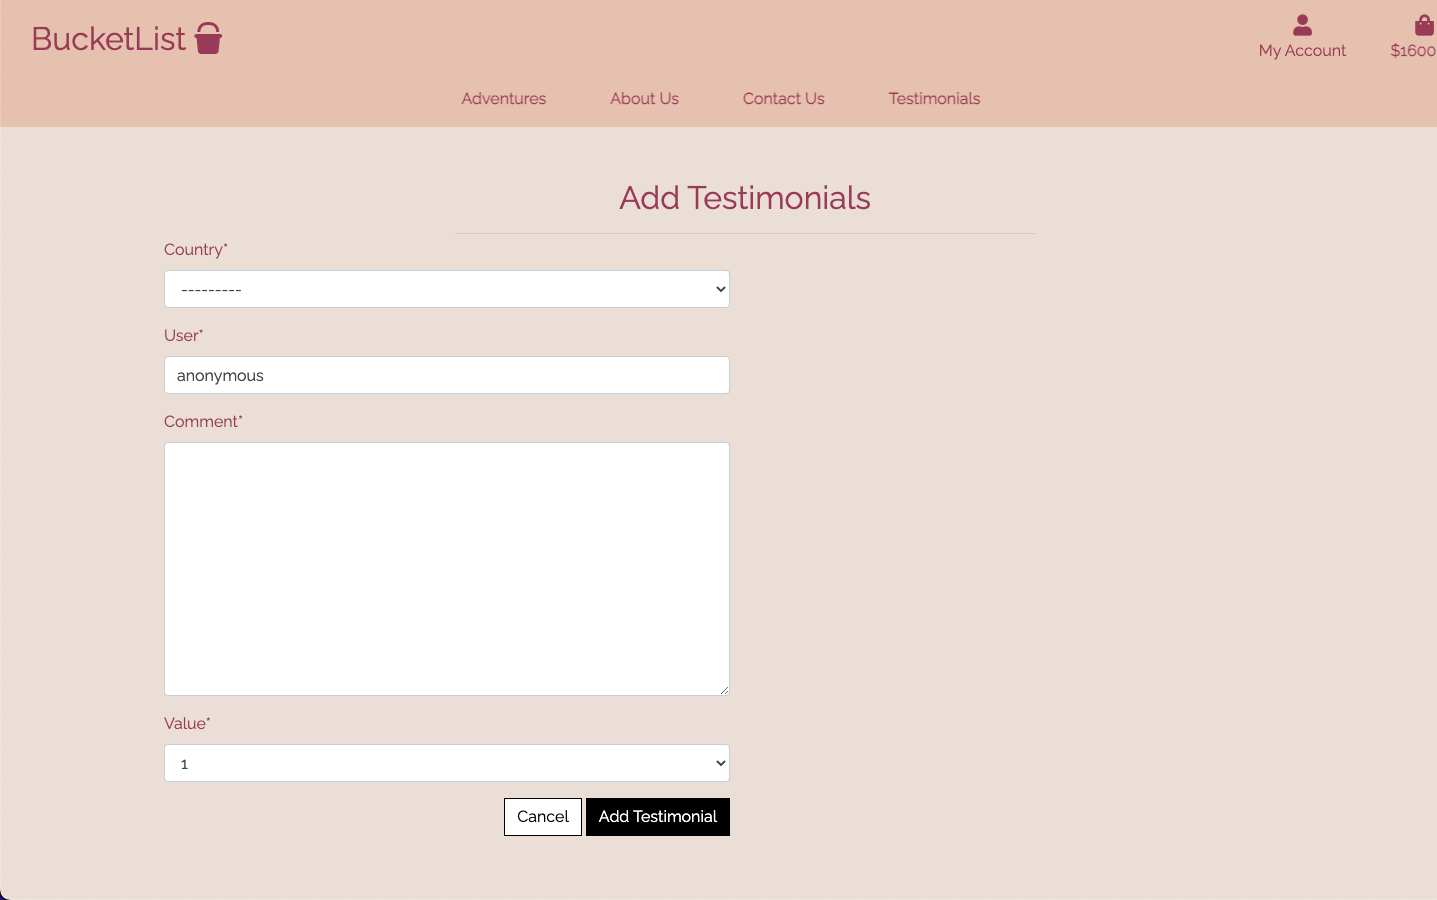 BucketList
My Account
$1600
Adventures
About Us
Contact Us
Testimonials
Add Testimonials
Country*
---------
User*
anonymous
Comment*
Value*
1
Cancel
Add Testimonial